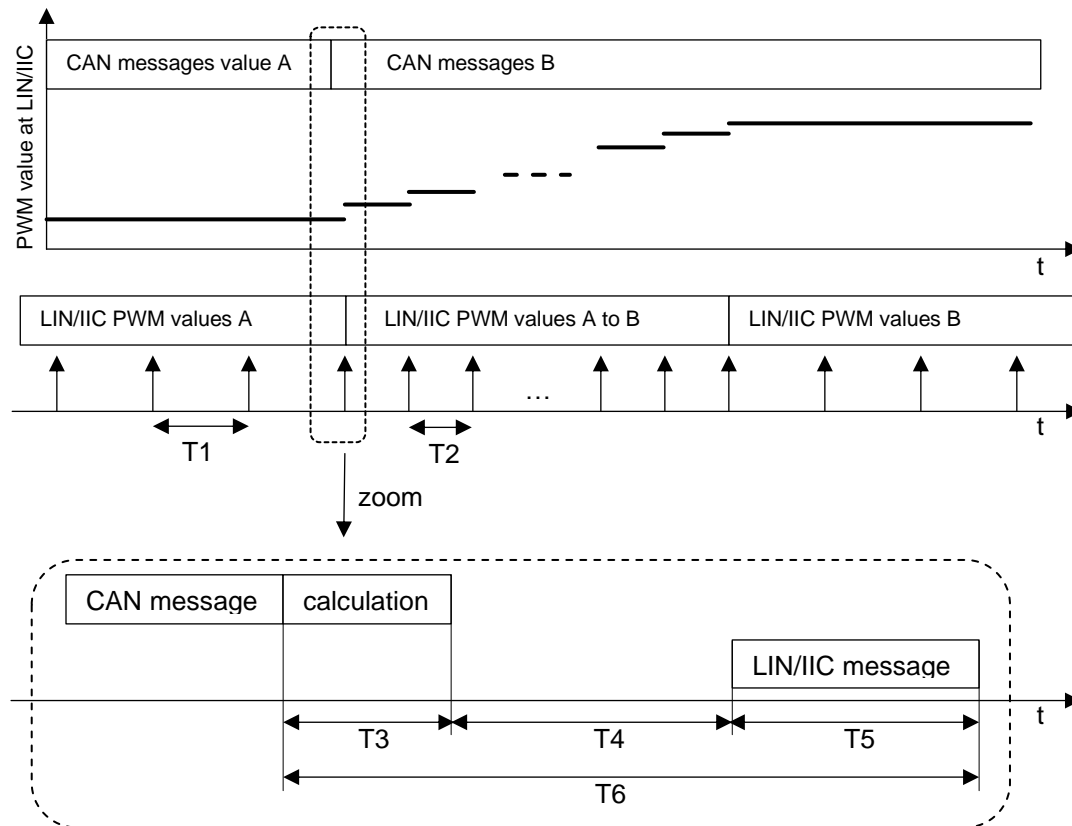 PWM value at LIN/IIC
CAN messages value A
CAN messages B
t
LIN/IIC PWM values A
LIN/IIC PWM values A to B
LIN/IIC PWM values B
...
t
T1
T2
zoom
CAN message
calculation
LIN/IIC message
t
T3
T4
T5
T6